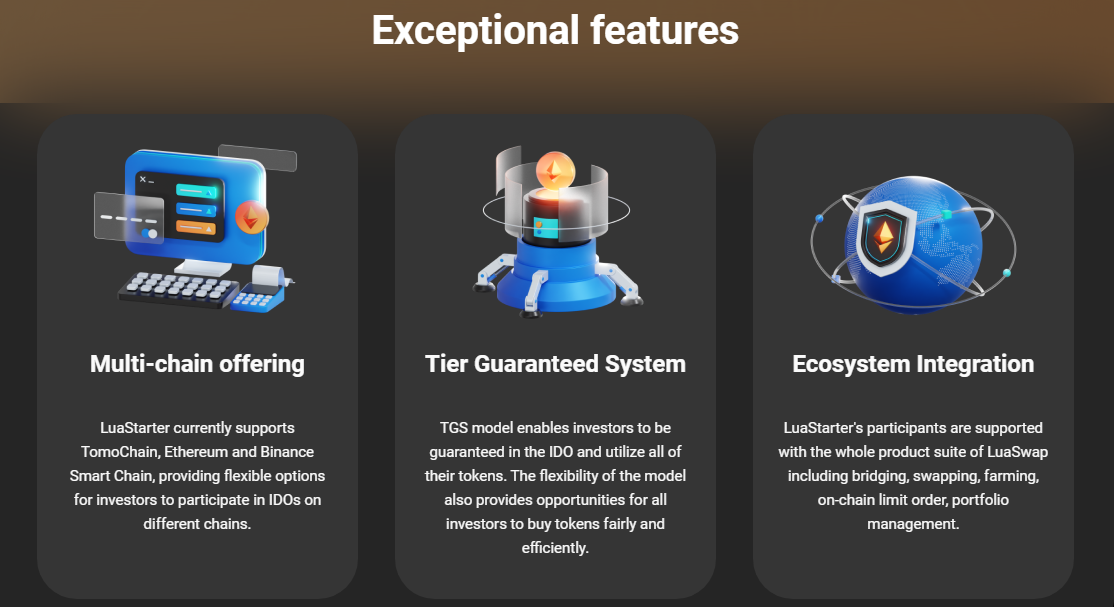 Exceptional features
Multi-chain offering
LuaStarter currently supports
TomoChain, Ethereum and Binance
Smart Chain, providing flexible options
for investors to participate in IDOs on
different chains.
Tier Guaranteed System
TGS model enables investors to be
guaranteed in the IDO and utilize all of
their tokens. The flexibility of the model
also provides opportunities for all
investors to buy tokens fairly and
efficiently.
Ecosystem Integration
LuaStarter's participants are supported
with the whole product suite of LuaSwap
including bridging, swapping, farming,
on-chain limit order, portfolio
management.